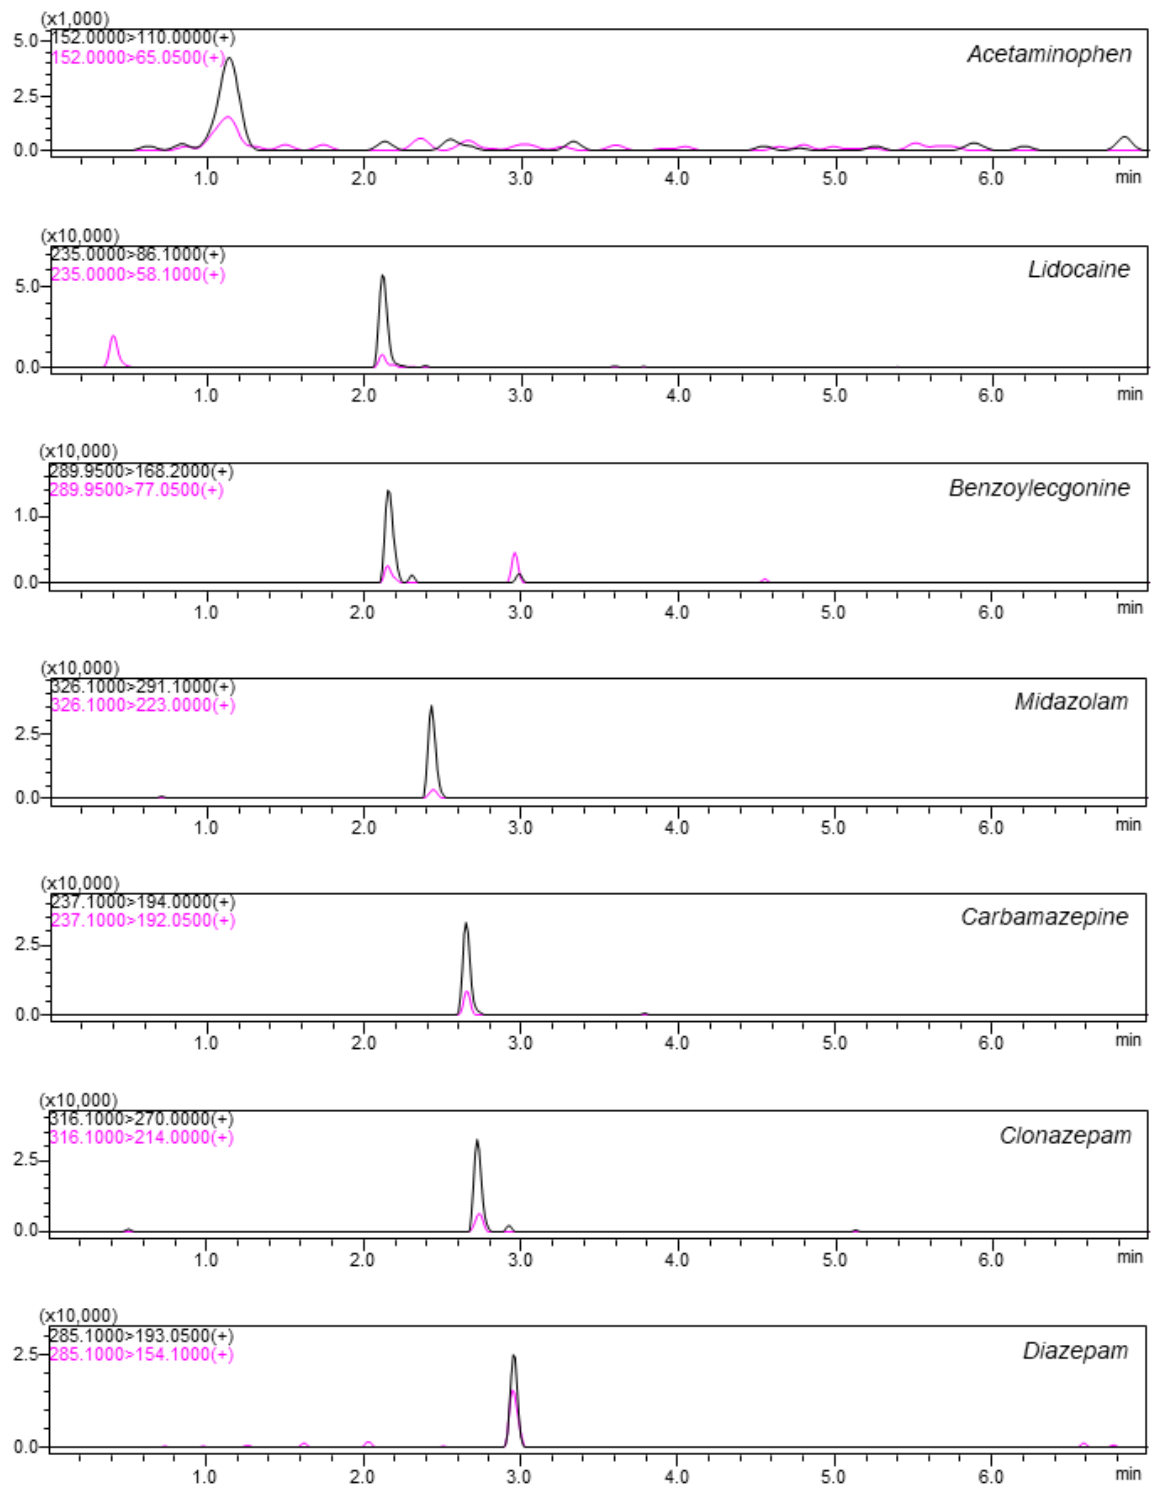 (x1,000)
152.0000>110.0000(+)
152.0000>65.0500(+)
Acetaminophen
5.0
2.5
0.0
1.0 2.0 3.0 4.0 5.0 6.0 min
(x10,000)
235.0000>86.1000(+)
235.0000>58.1000(+)
Lidocaine
5.0
0.0
1.0 2.0 3.0 4.0 5.0 6.0 min
(x10,000)
289.9500>168.2000(+)
289.9500>77.0500(+)
Benzoylecgonine
1.0
0.0
1.0 2.0 3.0 4.0 5.0 6.0 min
(x10,000)
326.1000>291.1000(+)
326.1000>223.0000(+)
Midazolam
2.5
0.0
1.0 2.0 3.0 4.0 5.0 6.0 min
(x10,000)
237.1000>194.0000(+)
237.1000>192.0500(+)
Carbamazepine
2.5
0.0
1.0 2.0 3.0 4.0 5.0 6.0 min
(x10,000)
316.1000>270.0000(+)
316.1000>214.0000(+)
Clonazepam
2.5
0.0
1.0 2.0 3.0 4.0 5.0 6.0 min
(x10,000)
285.1000>193.0500(+)
285.1000>154.1000(+)
Diazepam
2.5
0.0
1.0 2.0 3.0 4.0 5.0 6.0 min